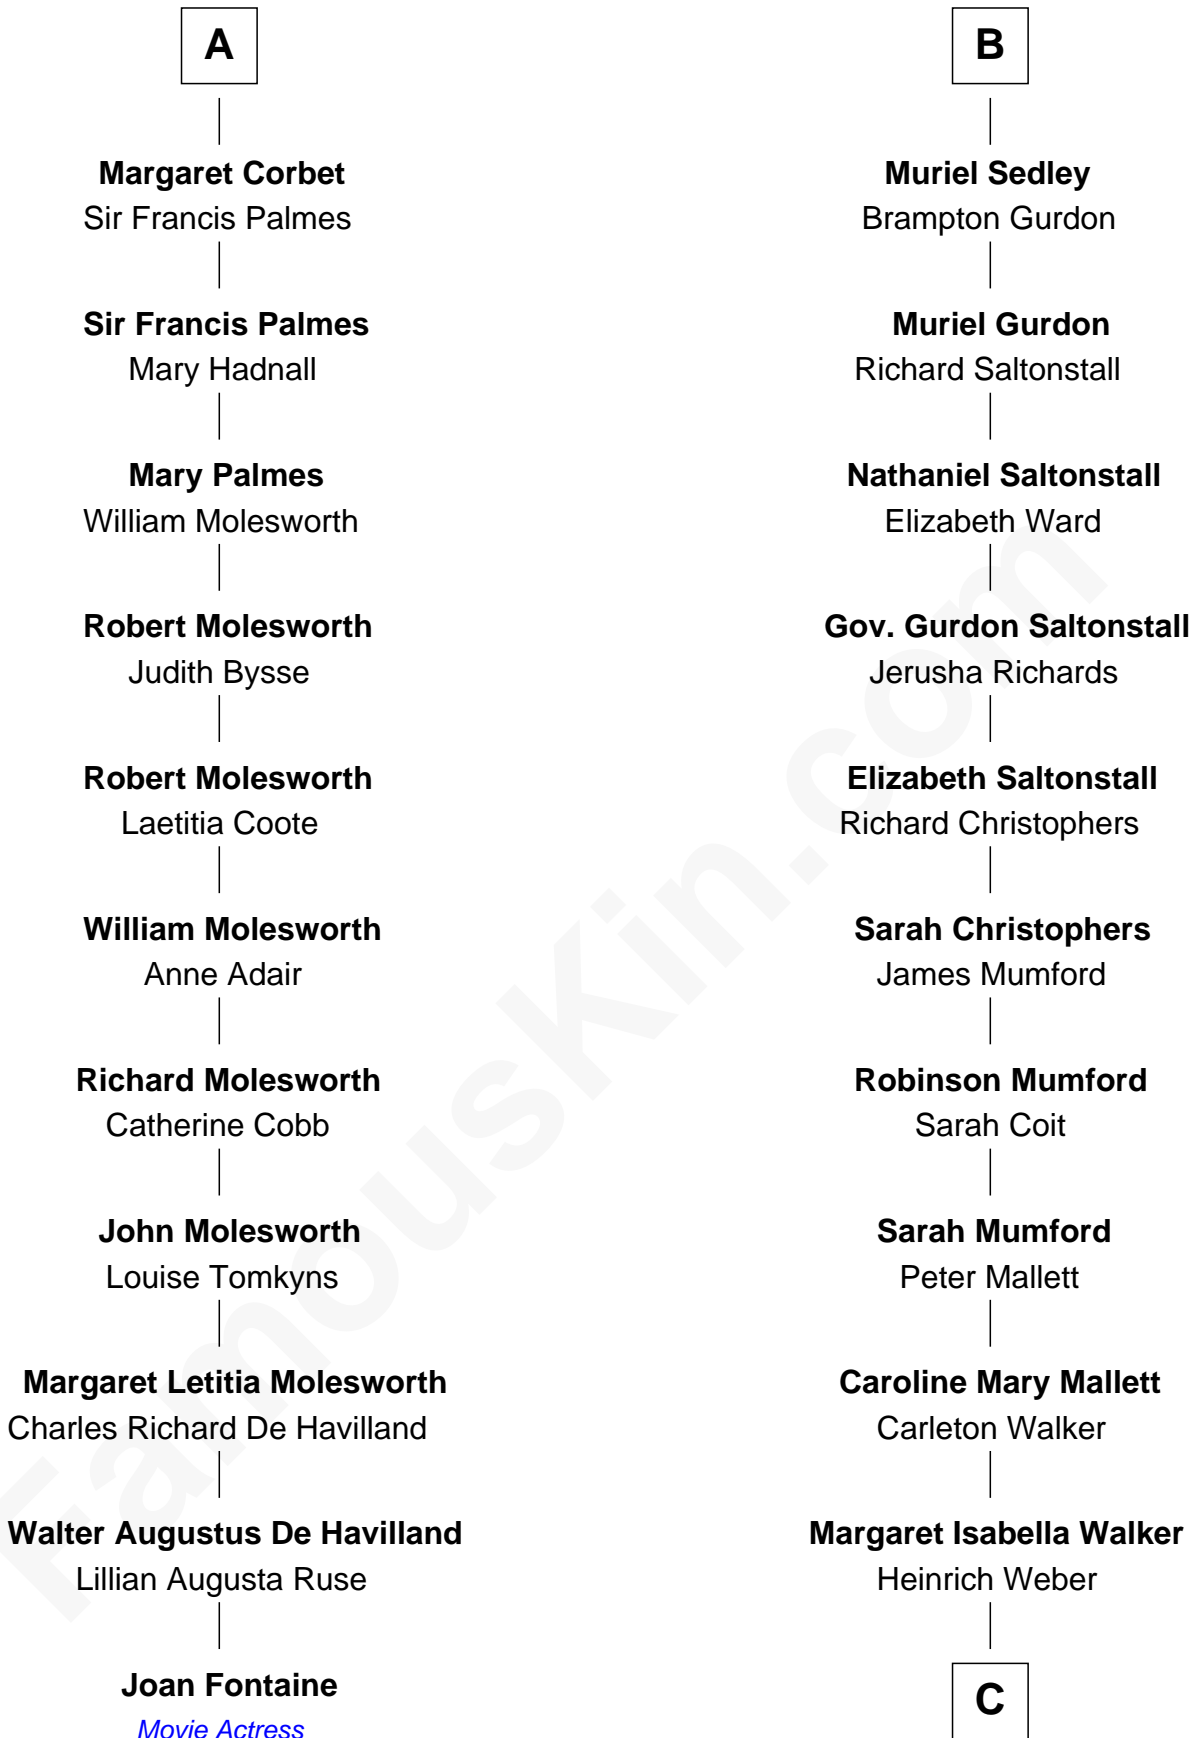 A
Margaret Corbet
Sir Francis Palmes
Sir Francis Palmes
Mary Hadnall
Mary Palmes
William Molesworth
Robert Molesworth
Judith Bysse
Robert Molesworth
Laetitia Coote
William Molesworth
Anne Adair
Richard Molesworth
Catherine Cobb
John Molesworth
Louise Tomkyns
Margaret Letitia Molesworth
Charles Richard De Havilland
Walter Augustus De Havilland
Lillian Augusta Ruse
Joan Fontaine
Movie Actress
B
Muriel Sedley
Brampton Gurdon
Muriel Gurdon
Richard Saltonstall
Nathaniel Saltonstall
Elizabeth Ward
Gov. Gurdon Saltonstall
Jerusha Richards
Elizabeth Saltonstall
Richard Christophers
Sarah Christophers
James Mumford
Robinson Mumford
Sarah Coit
Sarah Mumford
Peter Mallett
Caroline Mary Mallett
Carleton Walker
Margaret Isabella Walker
Heinrich Weber
C
FamousKin.com